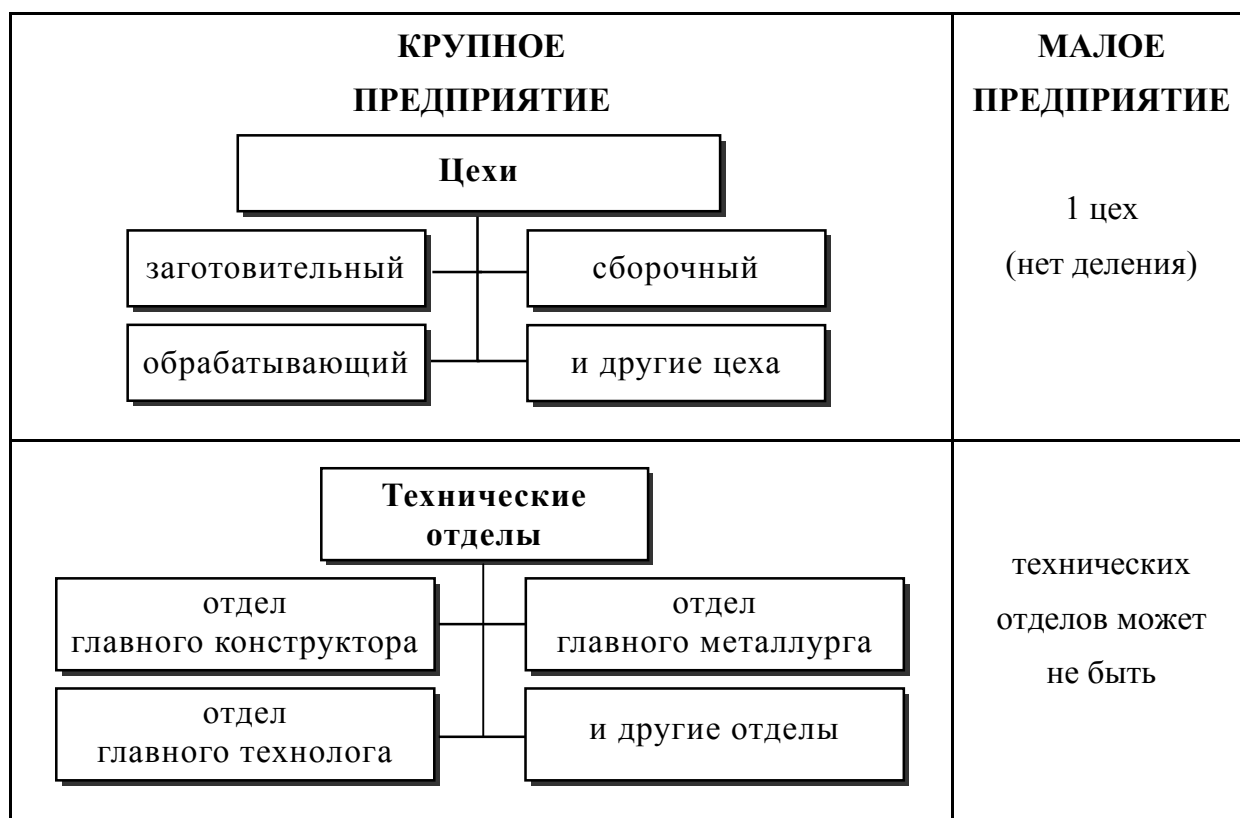 КРУПНОЕ
ПРЕДПРИЯТИЕ
Цехи
заготовительный
сборочный
обрабатывающий
и другие цеха
МАЛОЕ
ПРЕДПРИЯТИЕ
1 цех
(нет деления)
Технические
отделы
отдел
главного конструктора
отдел
главного металлурга
отдел
главного технолога
и другие отделы
технических
отделов может
не быть